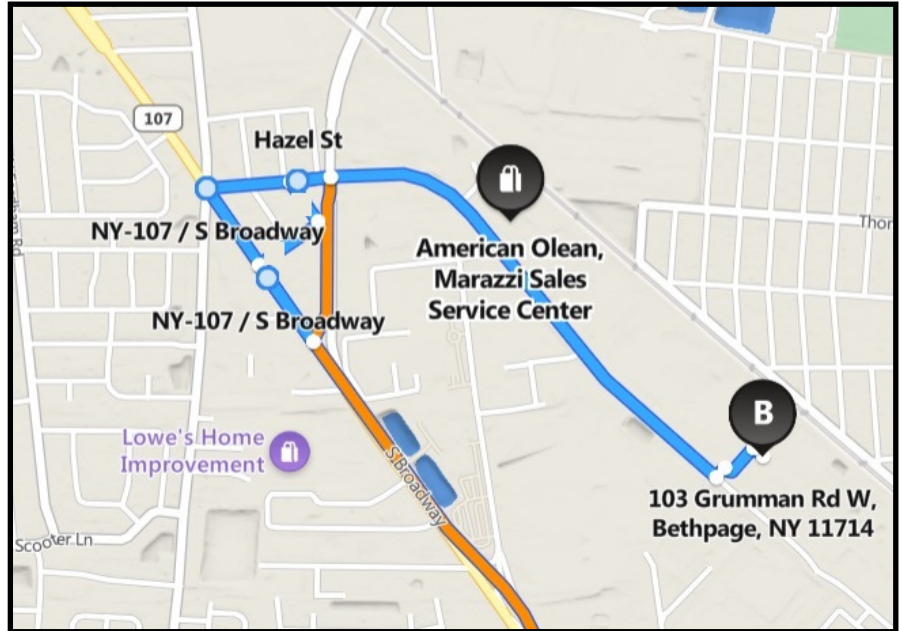 107
Hazel St
NY-107 / S Broadway
American Olean,
Marazzi Sales
Service Center
Thor
NY-107 / S Broadway
Lowe's Home
Improvement
S Broadway
B
103 Grumman Rd W,
Bethpage, NY 11714
Scooter Ln